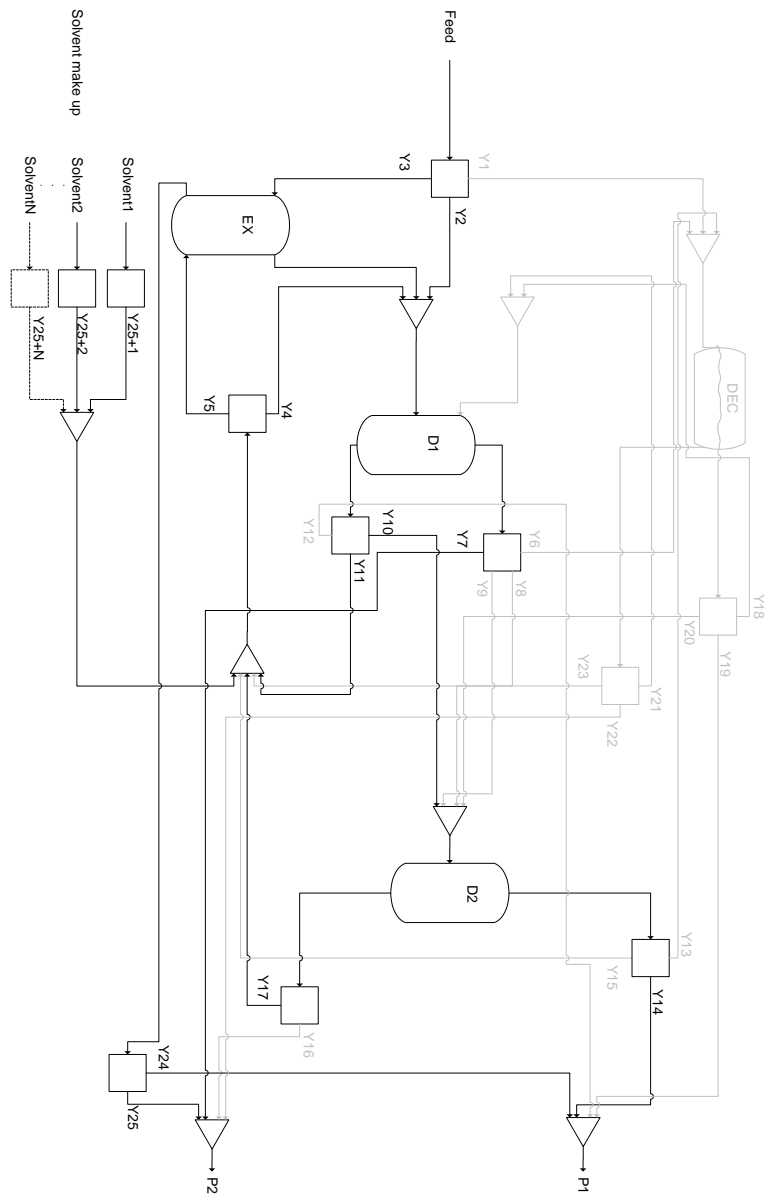 Feed
Solvent make up
Solvent1
Solvent2
. . .
SolventN
Y1
Y2
Y3
EX
DEC
Y25+1
Y25+2
Y25+N
Y4
Y5
D1
Y6
Y7
Y8
Y9
Y10
Y11
Y12
Y18
Y19
Y20
Y21
Y22
Y23
D2
Y13
Y14
Y15
Y16
Y17
Y24
Y25
P1
P2